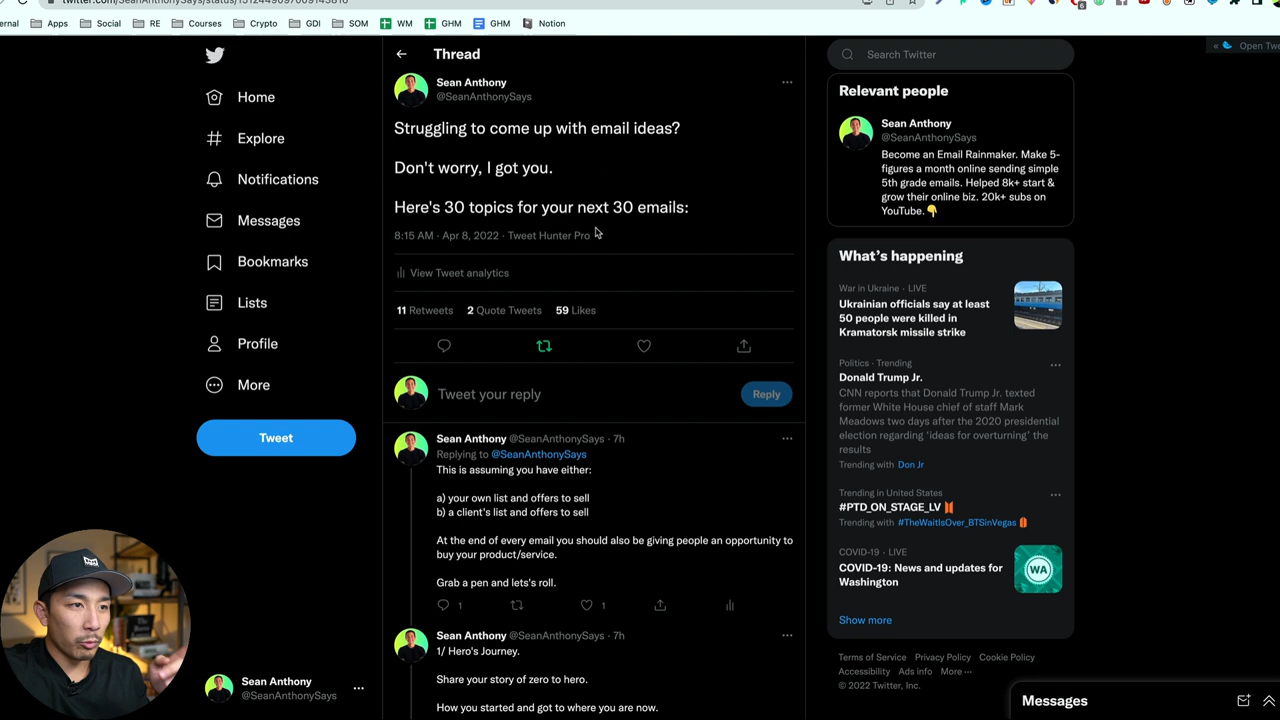 twitter.com/SeanAnthonySays/status/1512449097009143810
Apps
Social
RE
Courses
Crypto
GDI
SOM
WM
GHM
GHM
Notion
Home
Explore
Notifications
Messages
Bookmarks
Lists
Profile
More
Tweet
Sean Anthony
@SeanAnthonySays
Thread
Sean Anthony
@SeanAnthonySays
Struggling to come up with email ideas?
Don't worry, I got you.
Here's 30 topics for your next 30 emails:
8:15 AM · Apr 8, 2022 · Tweet Hunter Pro
View Tweet analytics
11 Retweets 2 Quote Tweets 59 Likes
Tweet your reply
Reply
Sean Anthony @SeanAnthonySays · 7h
Replying to @SeanAnthonySays
This is assuming you have either:
a) your own list and offers to sell
b) a client's list and offers to sell
At the end of every email you should also be giving people an opportunity to
buy your product/service.
Grab a pen and lets's roll.
1 1
Sean Anthony @SeanAnthonySays · 7h
1/ Hero's Journey.
Share your story of zero to hero.
How you started and got to where you are now.
Search Twitter
Relevant people
Sean Anthony
@SeanAnthonySays
Become an Email Rainmaker. Make 5-
figures a month online sending simple
5th grade emails. Helped 8k+ start &
grow their online biz. 20k+ subs on
YouTube.👇
What's happening
War in Ukraine · LIVE
Ukrainian officials say at least
50 people were killed in
Kramatorsk missile strike
Politics · Trending
Donald Trump Jr.
CNN reports that Donald Trump Jr. texted
former White House chief of staff Mark
Meadows two days after the 2020 presidential
election regarding 'ideas for overturning' the
results
Trending with Don Jr
Trending in United States
#PTD_ON_STAGE_LV
Trending with #TheWaitIsOver_BTSinVegas
COVID-19 · LIVE
COVID-19: News and updates for
Washington
WA
Show more
Terms of Service Privacy Policy Cookie Policy
Accessibility Ads info More ···
© 2022 Twitter, Inc.
« Open
Messages